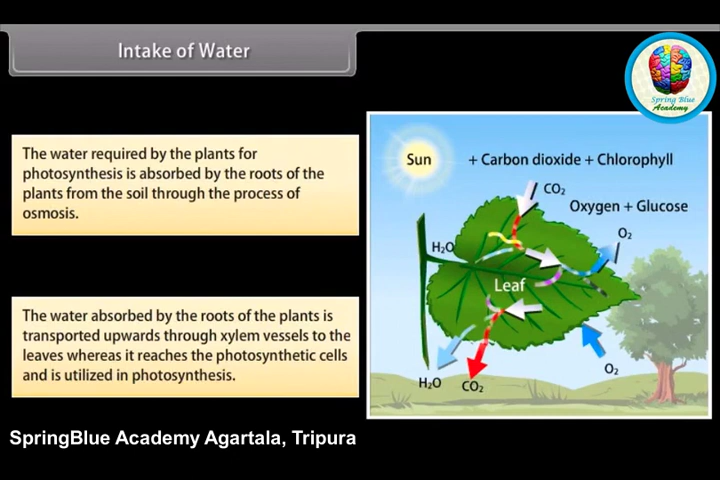 Intake of Water
Spring Blue
Academy
The water required by the plants for
photosynthesis is absorbed by the roots of the
plants from the soil through the process of
osmosis.
The water absorbed by the roots of the plants is
transported upwards through xylem vessels to the
leaves whereas it reaches the photosynthetic cells
and is utilized in photosynthesis.
Sun + Carbon dioxide + Chlorophyll
CO₂
Oxygen + Glucose
O₂
H₂O
Leaf
O₂
H₂O
CO₂
SpringBlue Academy Agartala, Tripura